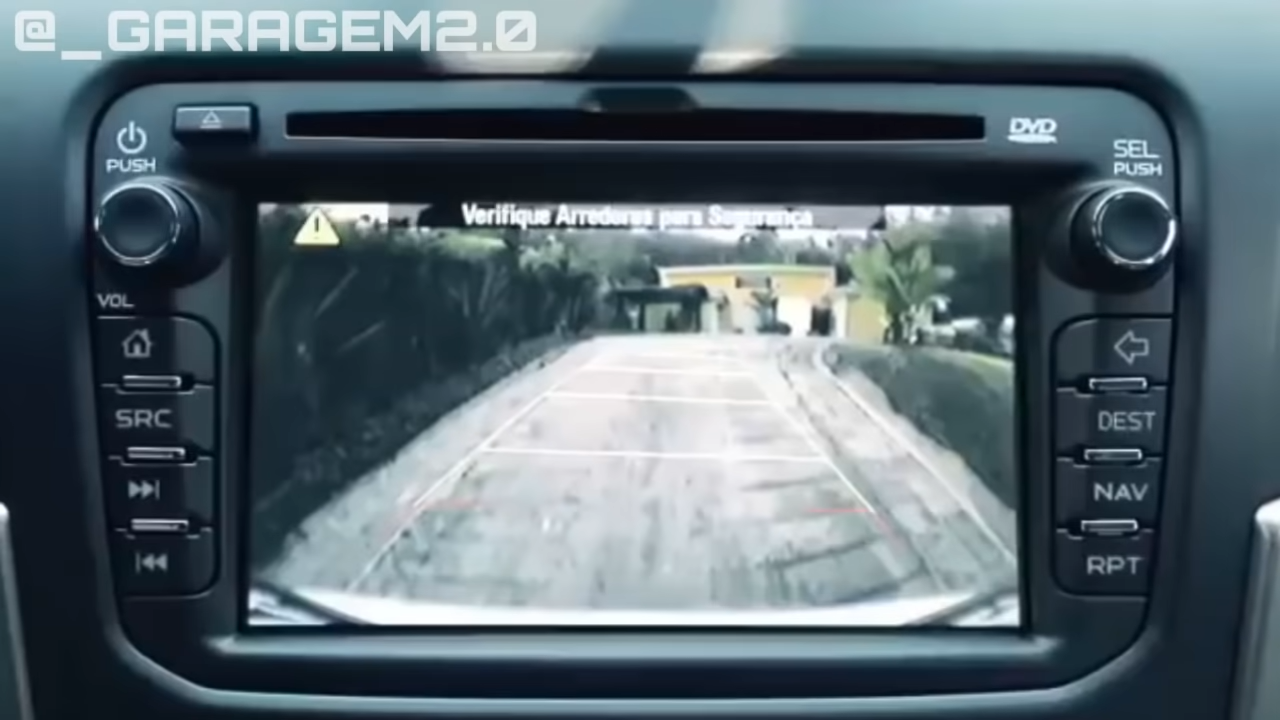 @_GARAGEM2.0
PUSH
DVD
SEL
PUSH
Verifique Arredores para Segurança
VOL
SRC
DEST
NAV
RPT